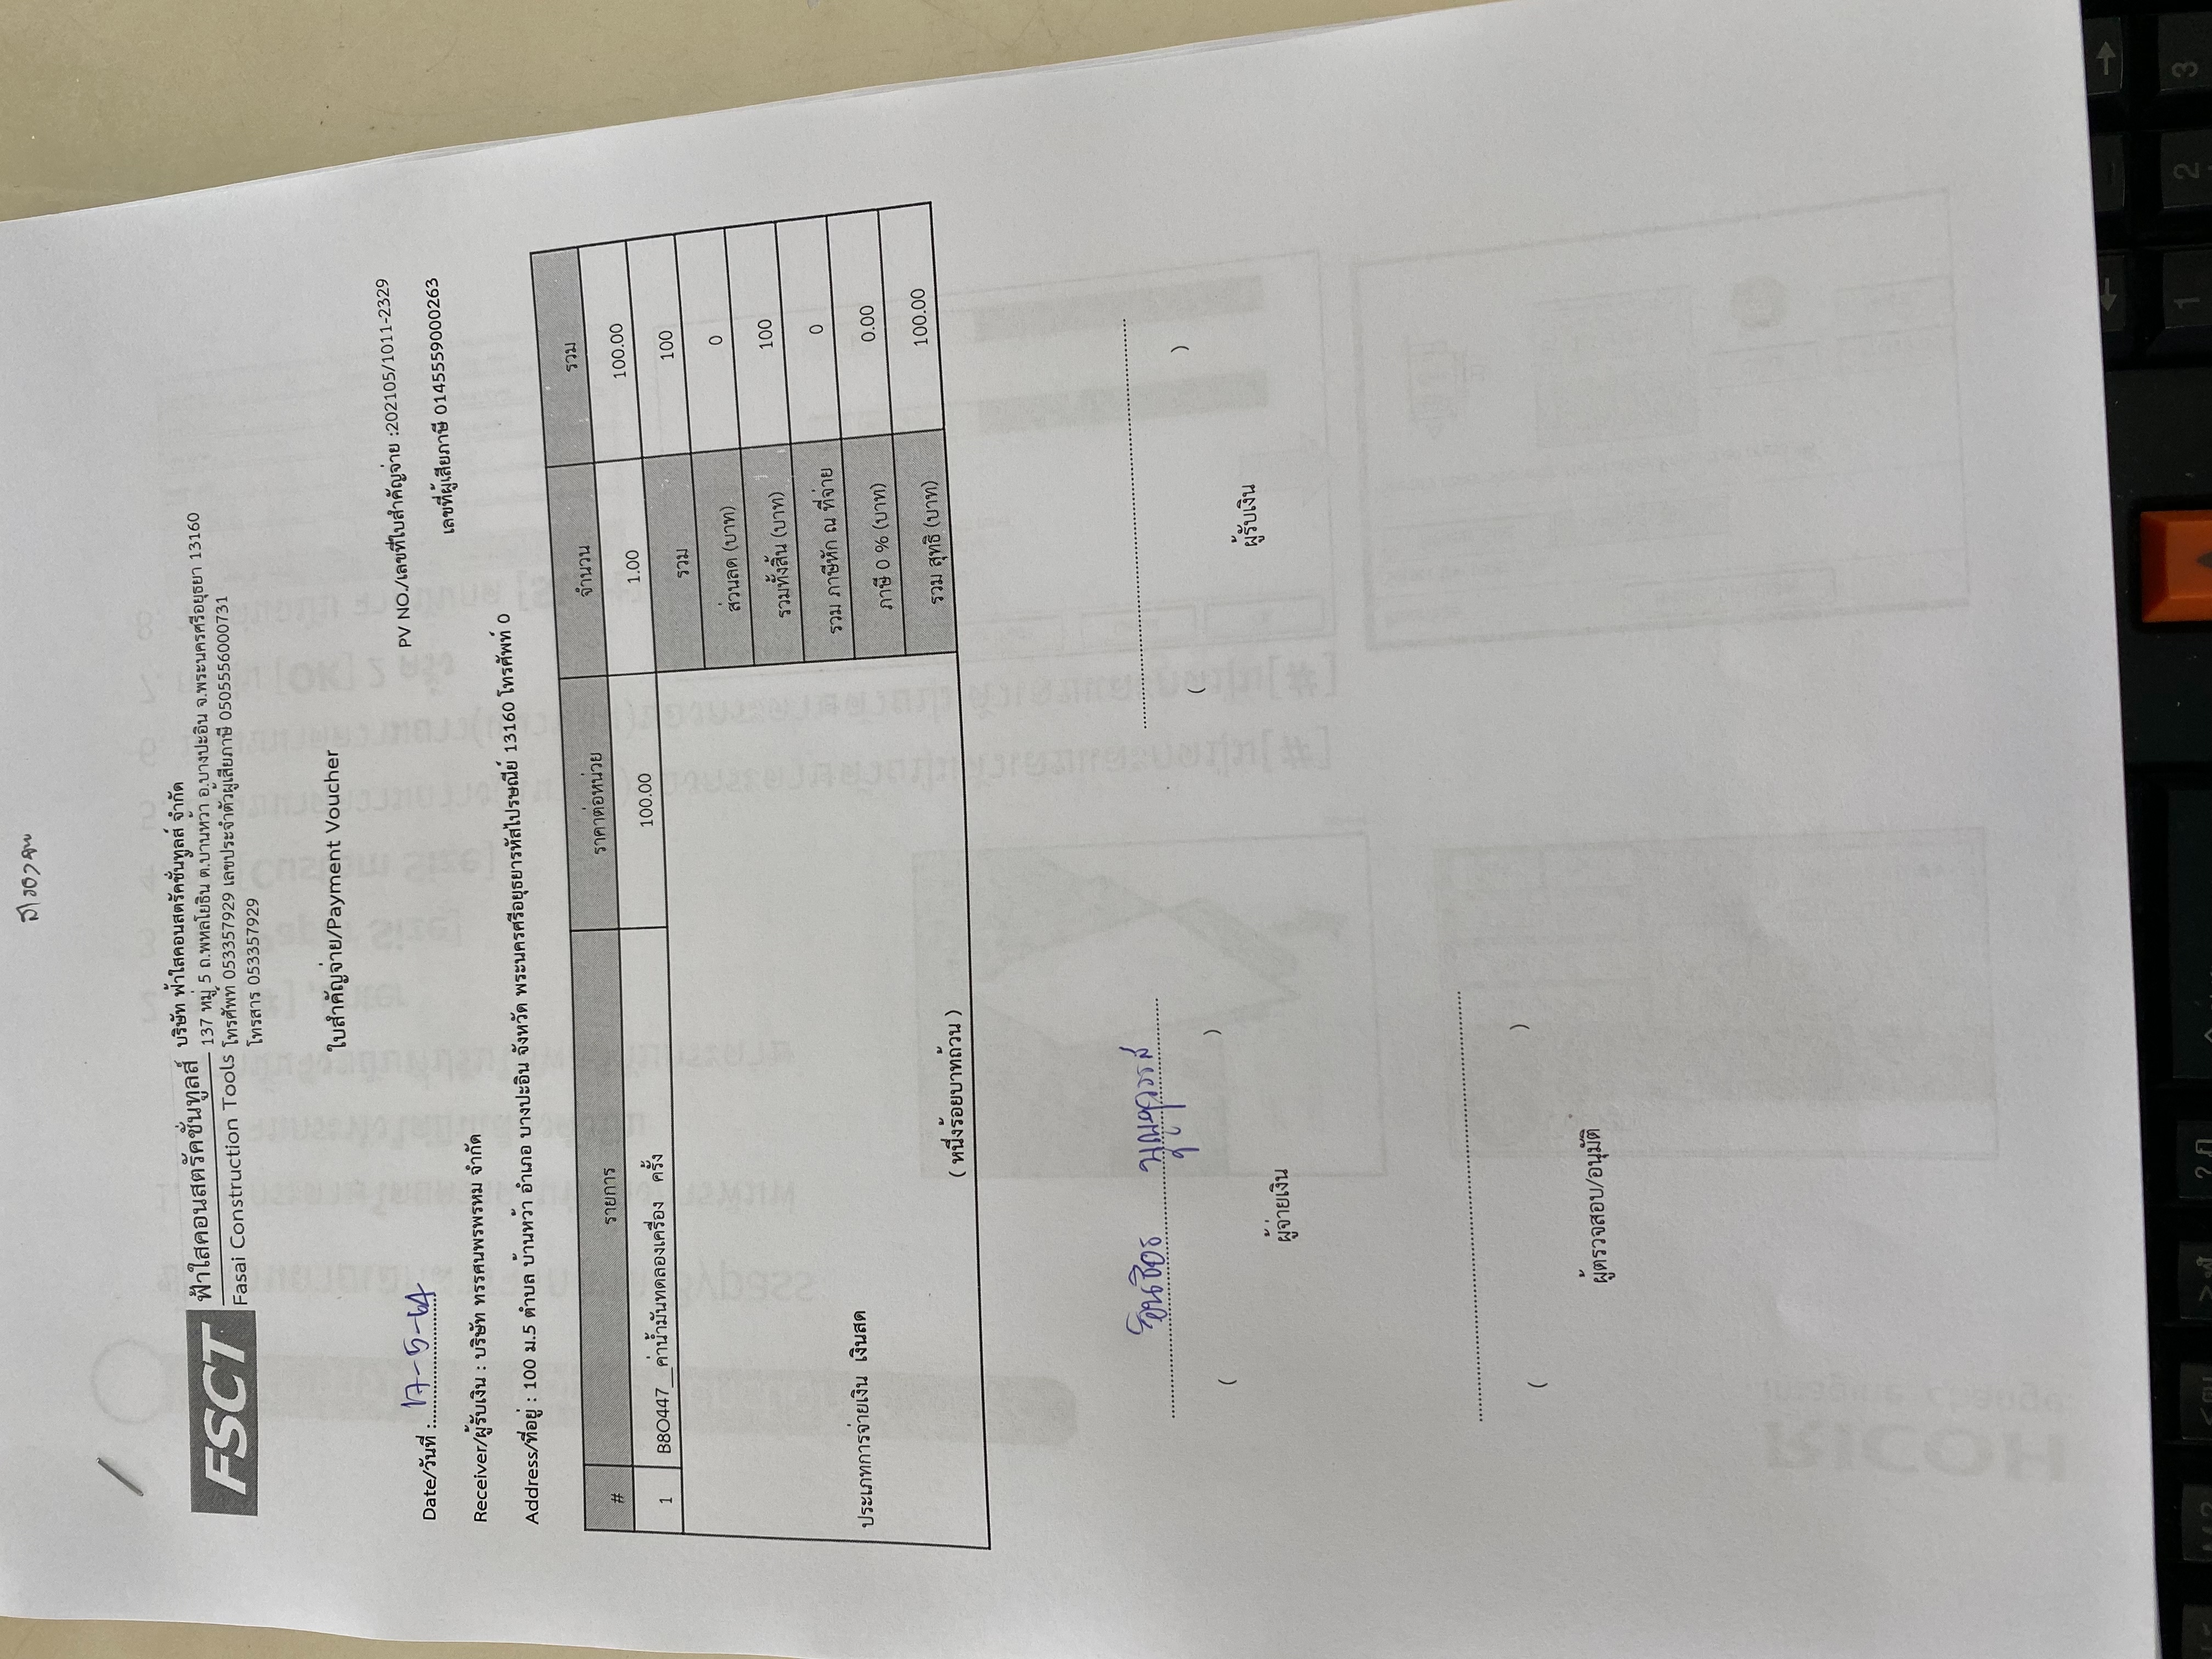 สำรองจ่าย
FSCT
ฟ้าใสคอนสตรัคชั่นทูลส์
Fasai Construction Tools
บริษัท ฟ้าใสคอนสตรัคชั่นทูลส์ จำกัด
137 หมู่ 5 ถ.พหลโยธิน ต.บ้านหว้า อ.บางปะอิน จ.พระนครศรีอยุธยา 13160
โทรศัพท์ 053357929 เลขประจำตัวผู้เสียภาษี 0505556000731
โทรสาร 053357929
ใบสำคัญจ่าย/Payment Voucher
PV NO./เลขที่ใบสำคัญจ่าย :202105/1011-2329
Date/วันที่ : 17-5-64
เลขที่ผู้เสียภาษี 0145559000263
Receiver/ผู้รับเงิน : บริษัท ทรรศนพรพรหม จำกัด
Address/ที่อยู่ : 100 ม.5 ตำบล บ้านหว้า อำเภอ บางปะอิน จังหวัด พระนครศรีอยุธยารหัสไปรษณีย์ 13160 โทรศัพท์ 0
# รายการ ราคาต่อหน่วย จำนวน รวม
1 B8O447__ค่าน้ำมันทดลองเครื่อง ครั้ง 100.00 1.00 100.00
รวม 100
ส่วนลด (บาท) 0
รวมทั้งสิ้น (บาท) 100
รวม ภาษีหัก ณ ที่จ่าย 0
ประเภทการจ่ายเงิน เงินสด
ภาษี 0 % (บาท) 0.00
รวม สุทธิ (บาท) 100.00
( หนึ่งร้อยบาทถ้วน )
( )
( )
ผู้จ่ายเงิน
ผู้รับเงิน
( )
ผู้ตรวจสอบ/อนุมัติ
RICOH
imagine. change.
← →
1 2 3